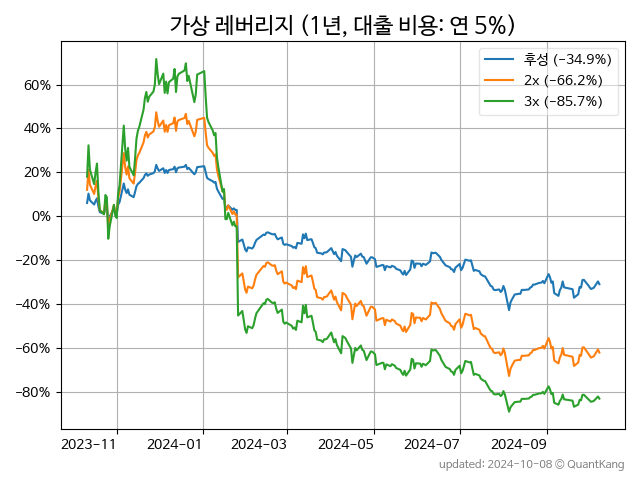 가상 레버리지 (1년, 대출 비용: 연 5%)
후성 (−34.9%)
2x (−66.2%)
3x (−85.7%)
60%
40%
20%
0%
−20%
−40%
−60%
−80%
2023-11
2024-01
2024-03
2024-05
2024-07
2024-09
updated: 2024-10-08 © QuantKang